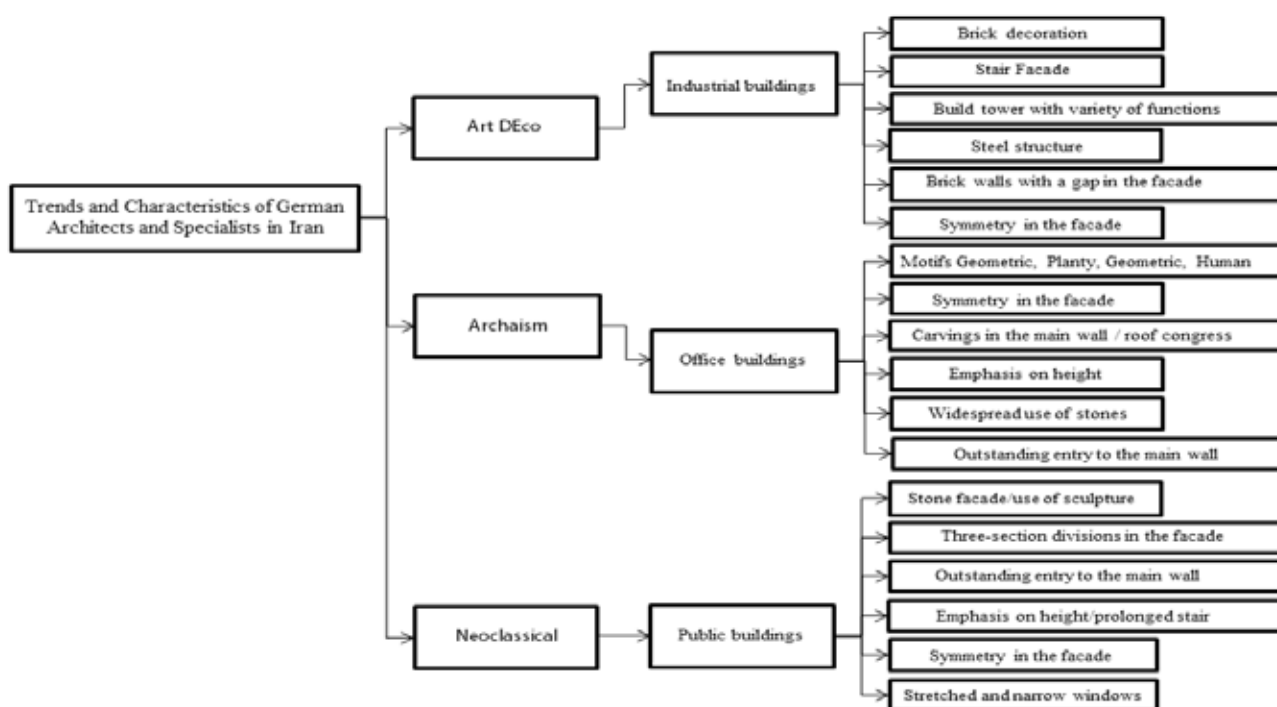 Trends and Characteristics of German
Architects and Specialists in Iran
Art DEco
Industrial buildings
Brick decoration
Stair Facade
Build tower with variety of functions
Steel structure
Brick walls with a gap in the facade
Symmetry in the facade
Archaism
Office buildings
Motifs Geometric, Planty, Geometric, Human
Symmetry in the facade
Carvings in the main wall / roof congress
Emphasis on height
Widespread use of stones
Outstanding entry to the main wall
Neoclassical
Public buildings
Stone facade/use of sculpture
Three-section divisions in the facade
Outstanding entry to the main wall
Emphasis on height/prolonged stair
Symmetry in the facade
Stretched and narrow windows